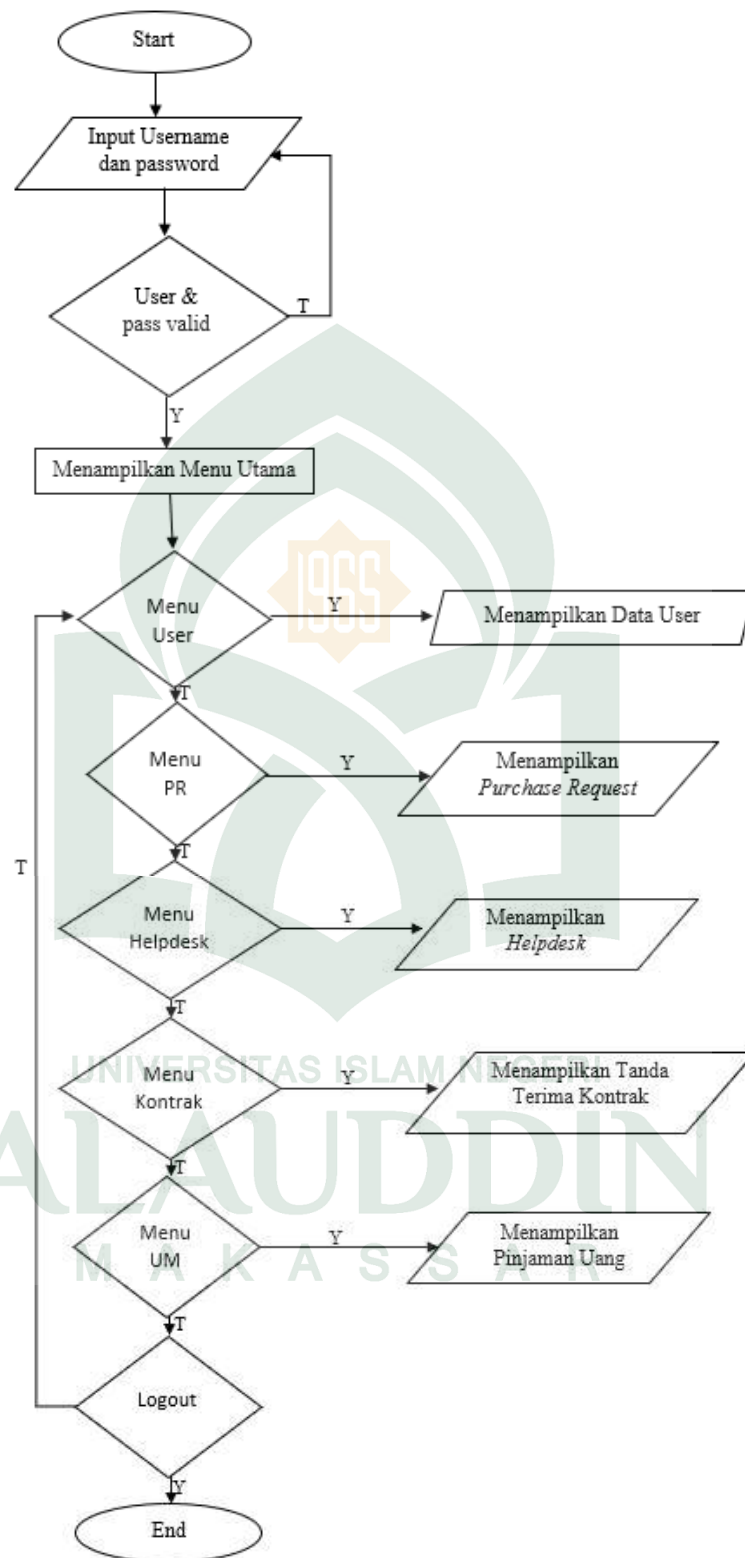 Start
Input Username
dan password
User &
pass valid
T
Y
Menampilkan Menu Utama
1965
Menu
User
Y
Menampilkan Data User
T
Menu
PR
Y
Menampilkan
Purchase Request
T
T
Menu
Helpdesk
Y
Menampilkan
Helpdesk
T
UNIVERSITAS ISLAM NEGERI
Menu
Kontrak
Y
Menampilkan Tanda
Terima Kontrak
T
ALAUDDIN
Menu
UM
Y
Menampilkan
Pinjaman Uang
MAKASSAR
T
Logout
Y
End